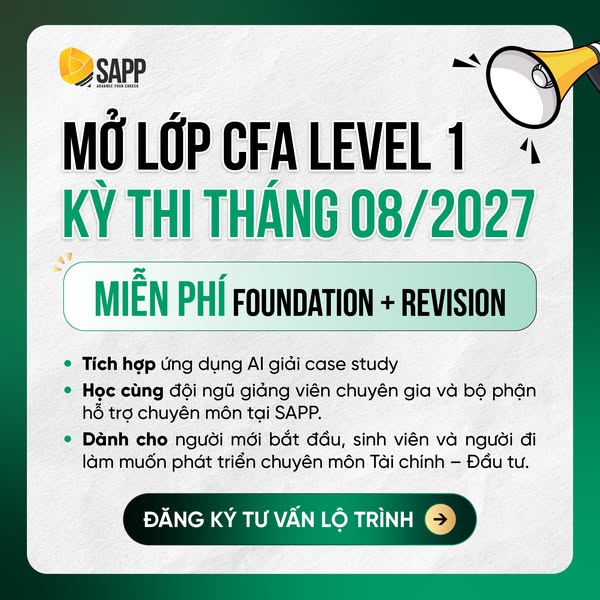 SAPP
ADVANCE YOUR CAREER
MỞ LỚP CFA LEVEL 1
KỲ THI THÁNG 08/2027
MIỄN PHÍ FOUNDATION + REVISION
• Tích hợp ứng dụng AI giải case study
• Học cùng đội ngũ giảng viên chuyên gia và bộ phận
hỗ trợ chuyên môn tại SAPP.
• Dành cho người mới bắt đầu, sinh viên và người đi
làm muốn phát triển chuyên môn Tài chính – Đầu tư.
ĐĂNG KÝ TƯ VẤN LỘ TRÌNH